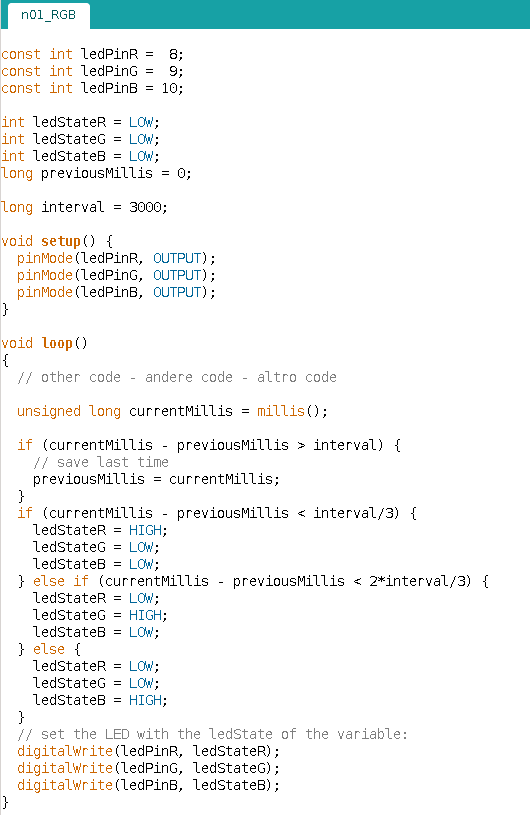 n01_RGB
const int ledPinR =  8;
const int ledPinG =  9;
const int ledPinB = 10;
int ledStateR = LOW;
int ledStateG = LOW;
int ledStateB = LOW;
long previousMillis = 0;
long interval = 3000;
void setup() {
  pinMode(ledPinR, OUTPUT);
  pinMode(ledPinG, OUTPUT);
  pinMode(ledPinB, OUTPUT);
}
void loop()
{
  // other code - andere code - altro code
  unsigned long currentMillis = millis();
  if (currentMillis - previousMillis > interval) {
    // save last time
    previousMillis = currentMillis;
  }
  if (currentMillis - previousMillis < interval/3) {
    ledStateR = HIGH;
    ledStateG = LOW;
    ledStateB = LOW;
  } else if (currentMillis - previousMillis < 2*interval/3) {
    ledStateR = LOW;
    ledStateG = HIGH;
    ledStateB = LOW;
  } else {
    ledStateR = LOW;
    ledStateG = LOW;
    ledStateB = HIGH;
  }
  // set the LED with the ledState of the variable:
  digitalWrite(ledPinR, ledStateR);
  digitalWrite(ledPinG, ledStateG);
  digitalWrite(ledPinB, ledStateB);
}